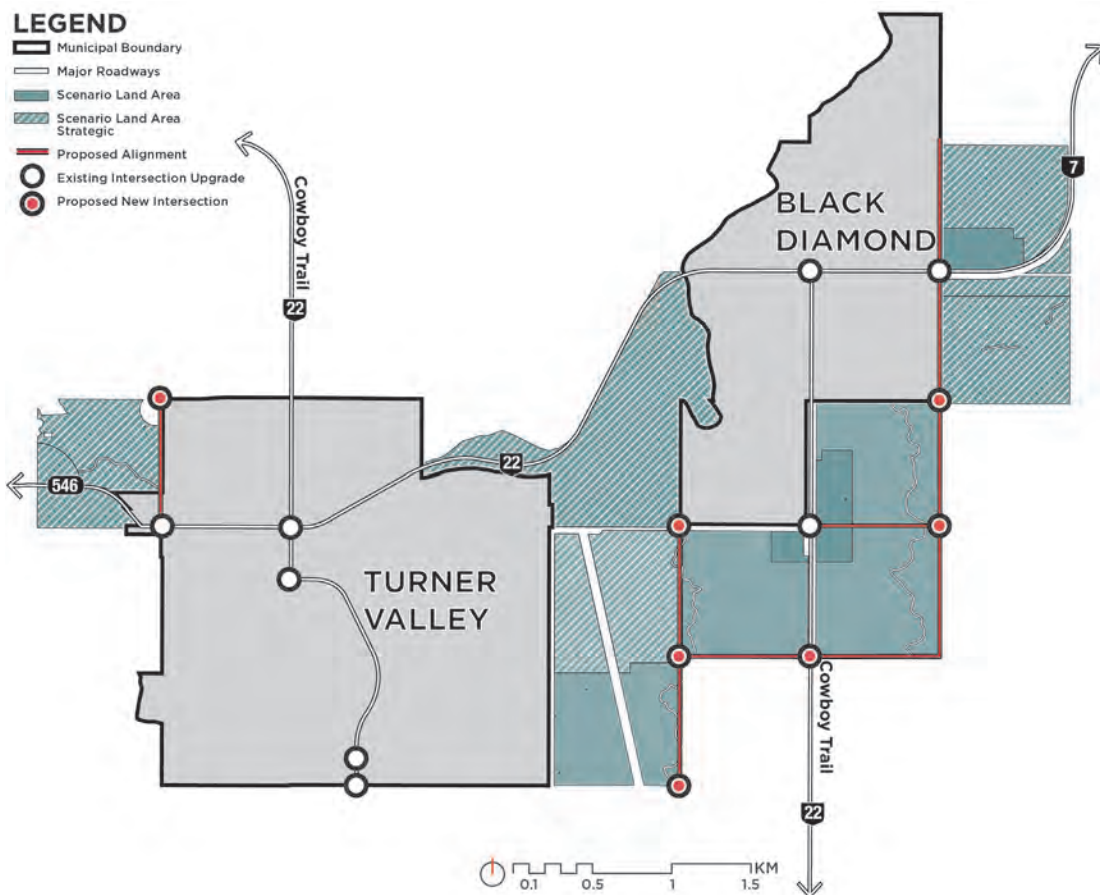 LEGEND
Municipal Boundary
Major Roadways
Scenario Land Area
Scenario Land Area
Strategic
Proposed Alignment
Existing Intersection Upgrade
Proposed New Intersection
Cowboy Trail
22
7
BLACK
DIAMOND
22
546
TURNER
VALLEY
Cowboy Trail
22
KM
0.1
0.5
1
1.5